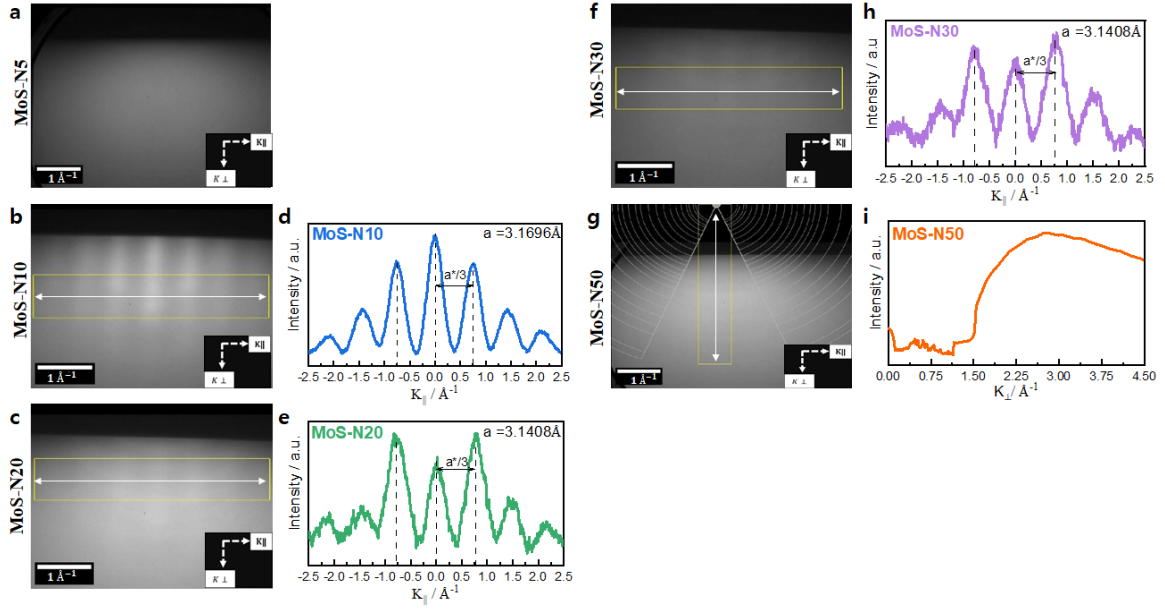 a
MoS-N5
1 Å⁻¹
K∥
K ⊥
b
MoS-N10
1 Å⁻¹
K∥
K ⊥
c
MoS-N20
1 Å⁻¹
K∥
K ⊥
d
MoS-N10
a =3.1696Å
a*/3
Intensity / a.u.
-2.5 -2.0 -1.5 -1.0 -0.5 0.0 0.5 1.0 1.5 2.0 2.5
K∥ / Å⁻¹
e
MoS-N20
a =3.1408Å
a*/3
Intensity / a.u.
-2.5 -2.0 -1.5 -1.0 -0.5 0.0 0.5 1.0 1.5 2.0 2.5
K∥ / Å⁻¹
f
MoS-N30
1 Å⁻¹
K∥
K ⊥
g
MoS-N50
1 Å⁻¹
K∥
K ⊥
h
MoS-N30
a =3.1408Å
a*/3
Intensity / a.u
-2.5 -2.0 -1.5 -1.0 -0.5 0.0 0.5 1.0 1.5 2.0 2.5
K∥ / Å⁻¹
i
MoS-N50
Intensity / a.u.
0.00 0.75 1.50 2.25 3.00 3.75 4.50
K⊥/ Å⁻¹